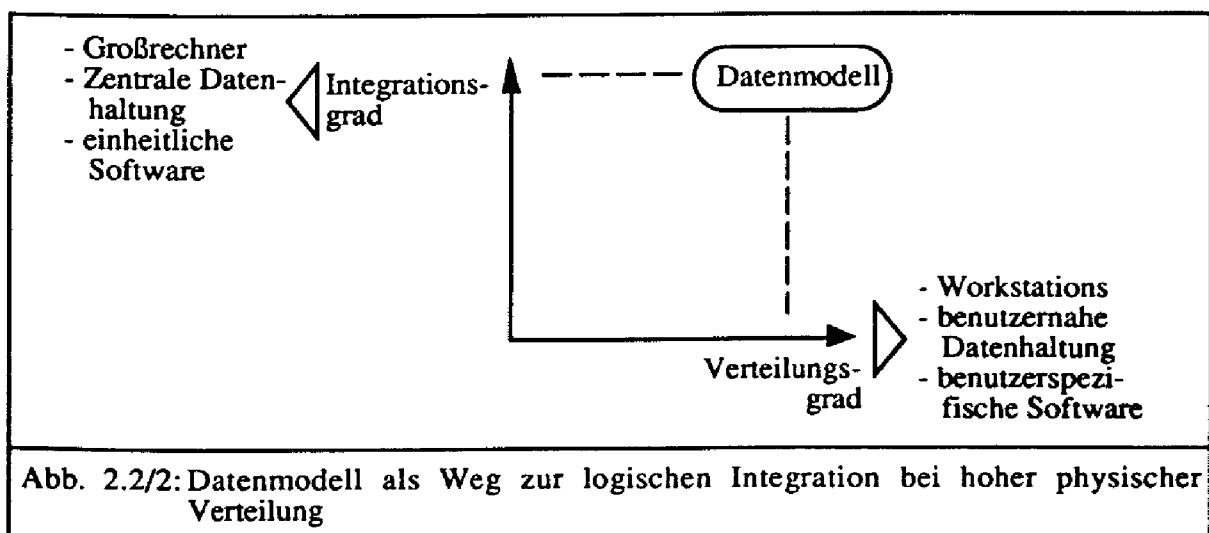 - Großrechner
- Zentrale Daten-
haltung
- einheitliche
Software
Integrations-
grad
Datenmodell
Verteilungs-
grad
- Workstations
- benutzernahe
Datenhaltung
- benutzerspezi-
fische Software
Abb. 2.2/2: Datenmodell als Weg zur logischen Integration bei hoher physischer
Verteilung